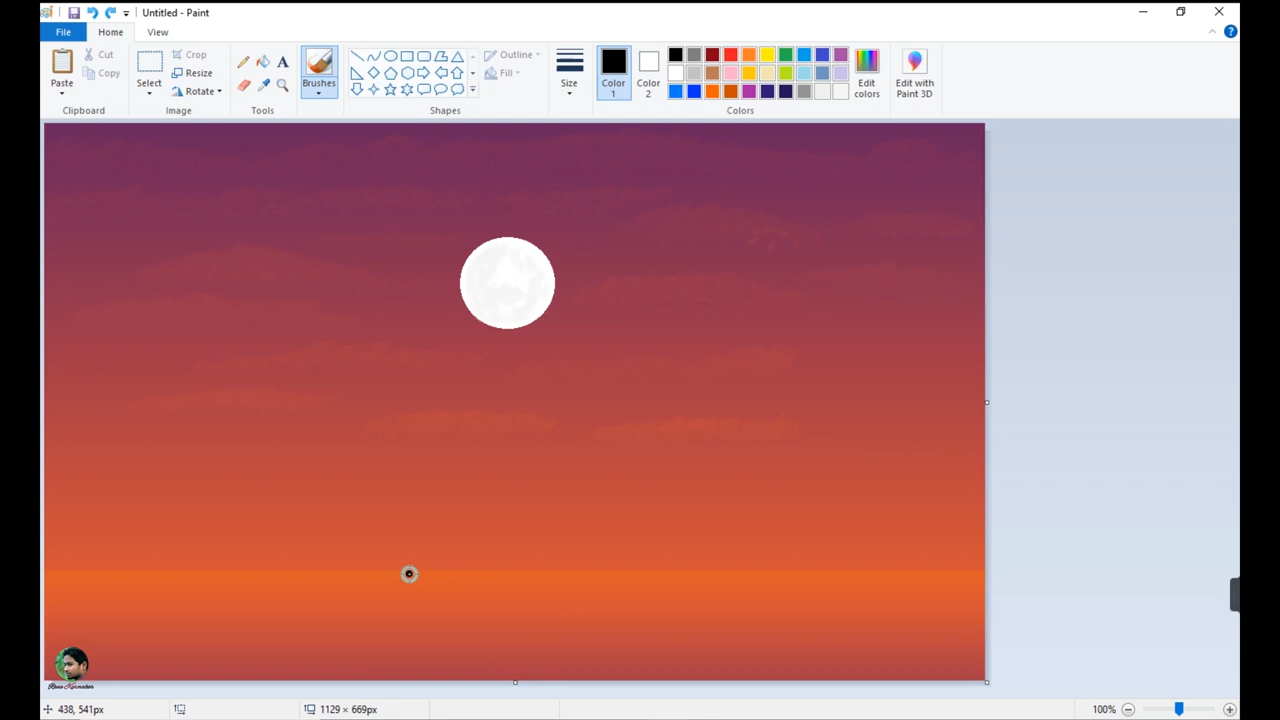 Untitled - Paint
File Home View
Paste
Cut
Copy
Clipboard
Select
Crop
Resize
Rotate
Image
A
Tools
Brushes
Outline
Fill
Shapes
Size
Color 1
Color 2
Edit colors
Colors
Edit with Paint 3D
438, 541px
1129 × 669px
100%